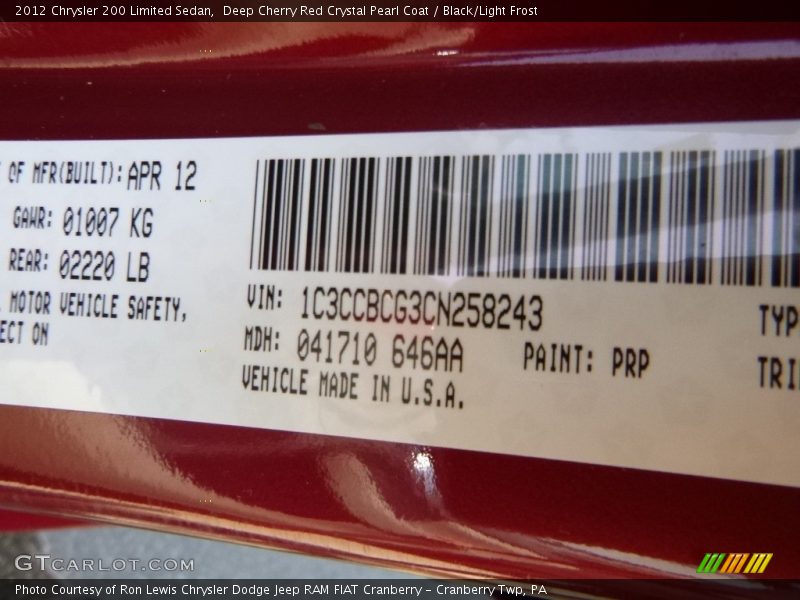 2012 Chrysler 200 Limited Sedan, Deep Cherry Red Crystal Pearl Coat / Black/Light Frost
OF MFR(BUILT): APR 12
GAWR: 01007 KG
REAR: 02220 LB
MOTOR VEHICLE SAFETY,
ECT ON
VIN: 1C3CCBCG3CN258243
MDH: 041710 646AA PAINT: PRP
VEHICLE MADE IN U.S.A.
TYP
TRI
GTCARLOT.COM
Photo Courtesy of Ron Lewis Chrysler Dodge Jeep RAM FIAT Cranberry – Cranberry Twp, PA